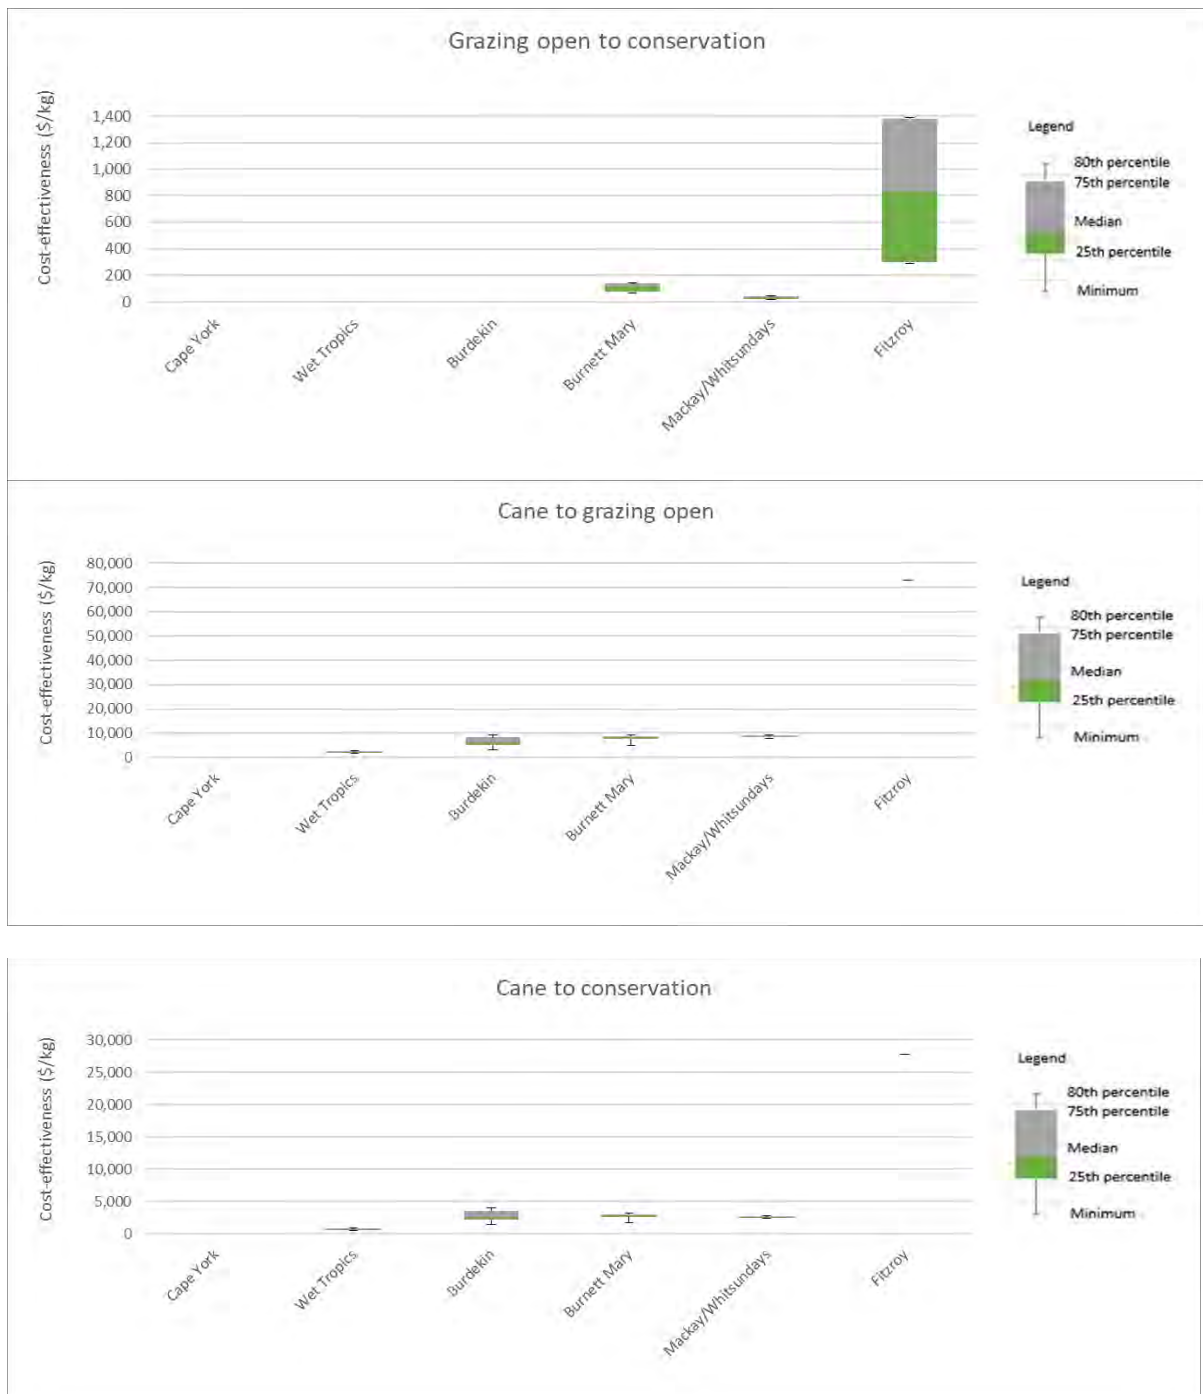 Grazing open to conservation
Cost-effectiveness ($/kg)
1,400
1,200
1,000
800
600
400
200
0
Cape York
Wet Tropics
Burdekin
Burnett Mary
Mackay/Whitsundays
Fitzroy
Legend
80th percentile
75th percentile
Median
25th percentile
Minimum
Cane to grazing open
Cost-effectiveness ($/kg)
80,000
70,000
60,000
50,000
40,000
30,000
20,000
10,000
0
Cape York
Wet Tropics
Burdekin
Burnett Mary
Mackay/Whitsundays
Fitzroy
Legend
80th percentile
75th percentile
Median
25th percentile
Minimum
Cane to conservation
Cost-effectiveness ($/kg)
30,000
25,000
20,000
15,000
10,000
5,000
0
Cape York
Wet Tropics
Burdekin
Burnett Mary
Mackay/Whitsundays
Fitzroy
Legend
80th percentile
75th percentile
Median
25th percentile
Minimum